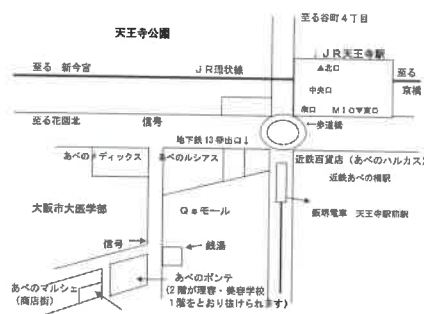 至る谷町４丁目
天王寺公園
↓ＪＲ天王寺駅
至る　新今宮
ＪＲ環状線
▲北口
至る
中央口
京橋
南口
ＭＩＯ▼東口
至る花園北
信号
←歩道橋
地下鉄１３番出口↓
近鉄百貨店（あべのハルカス）
あべのメディックス
あべのルシアス
近鉄あべの橋駅
大阪市大医学部
Ｑｓモール
阪堺電車　天王寺駅前駅
信号
銭湯
あべのポンテ
（２階が理容・美容学校
１階をとおり抜けられます）
あべのマルシェ
（商店街）